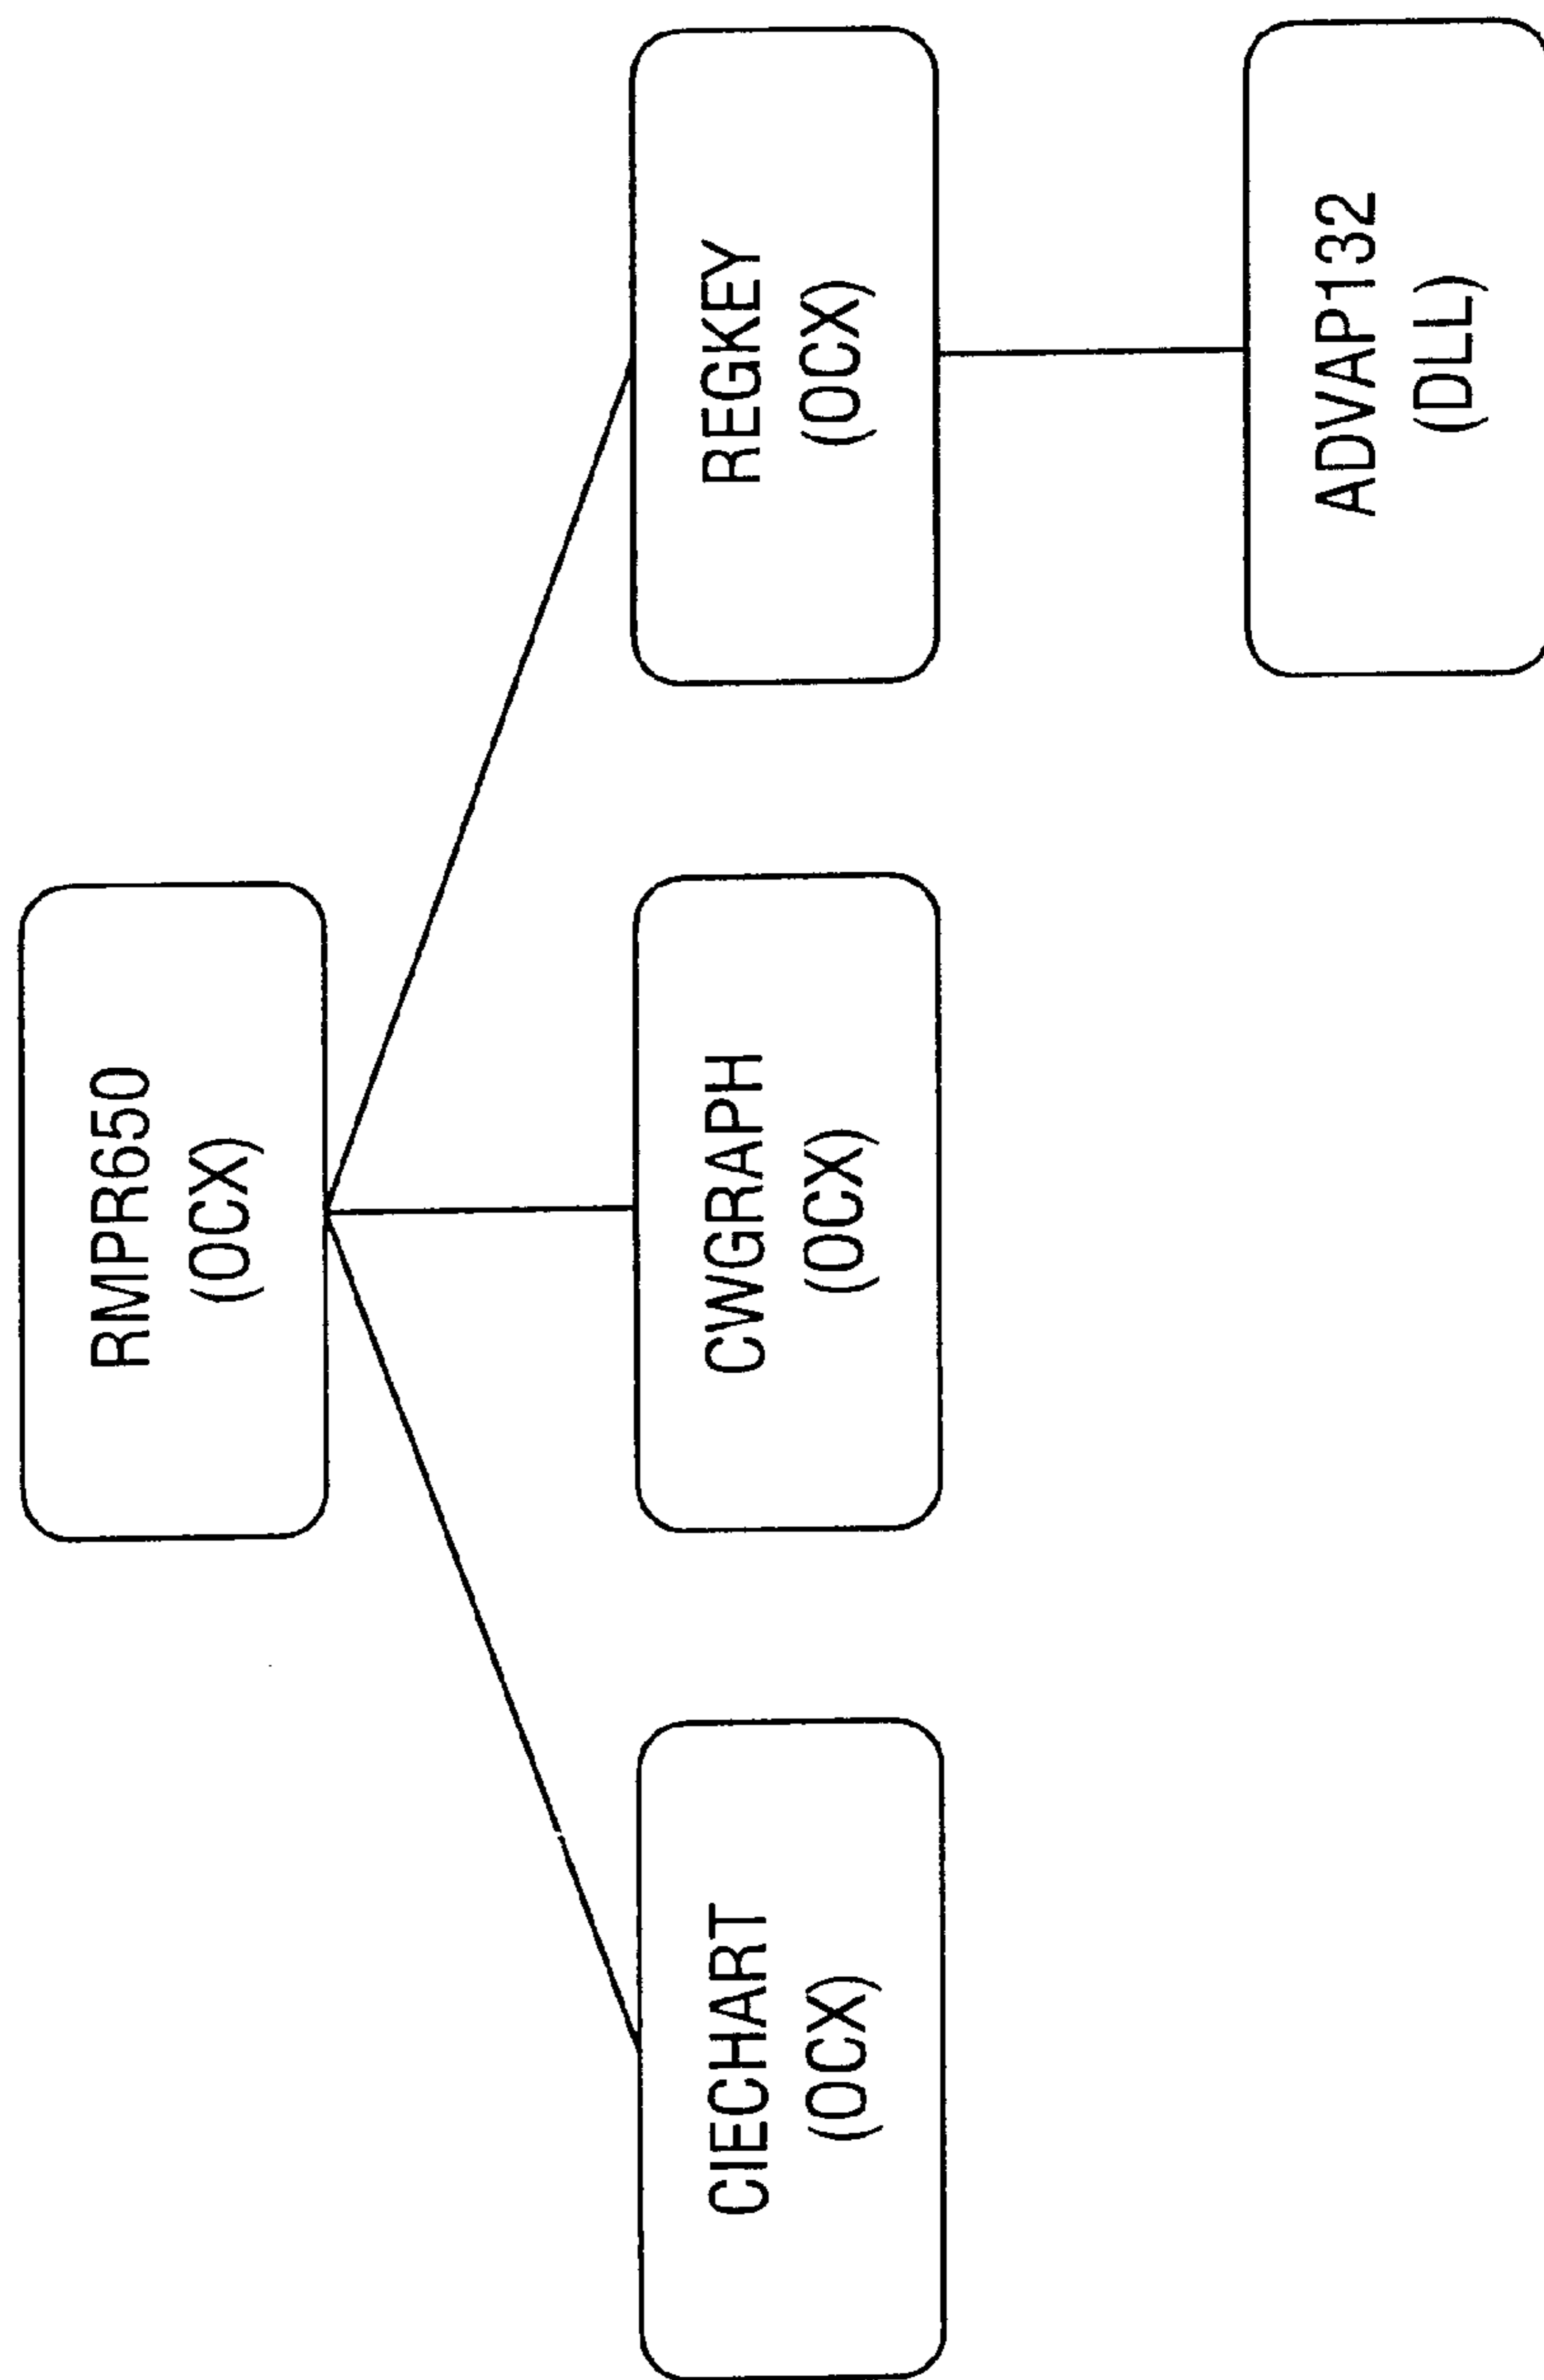 RMPR650
(OCX)
CIECHART
(OCX)
CWGRAPH
(OCX)
REGKEY
(OCX)
ADVAP132
(DLL)